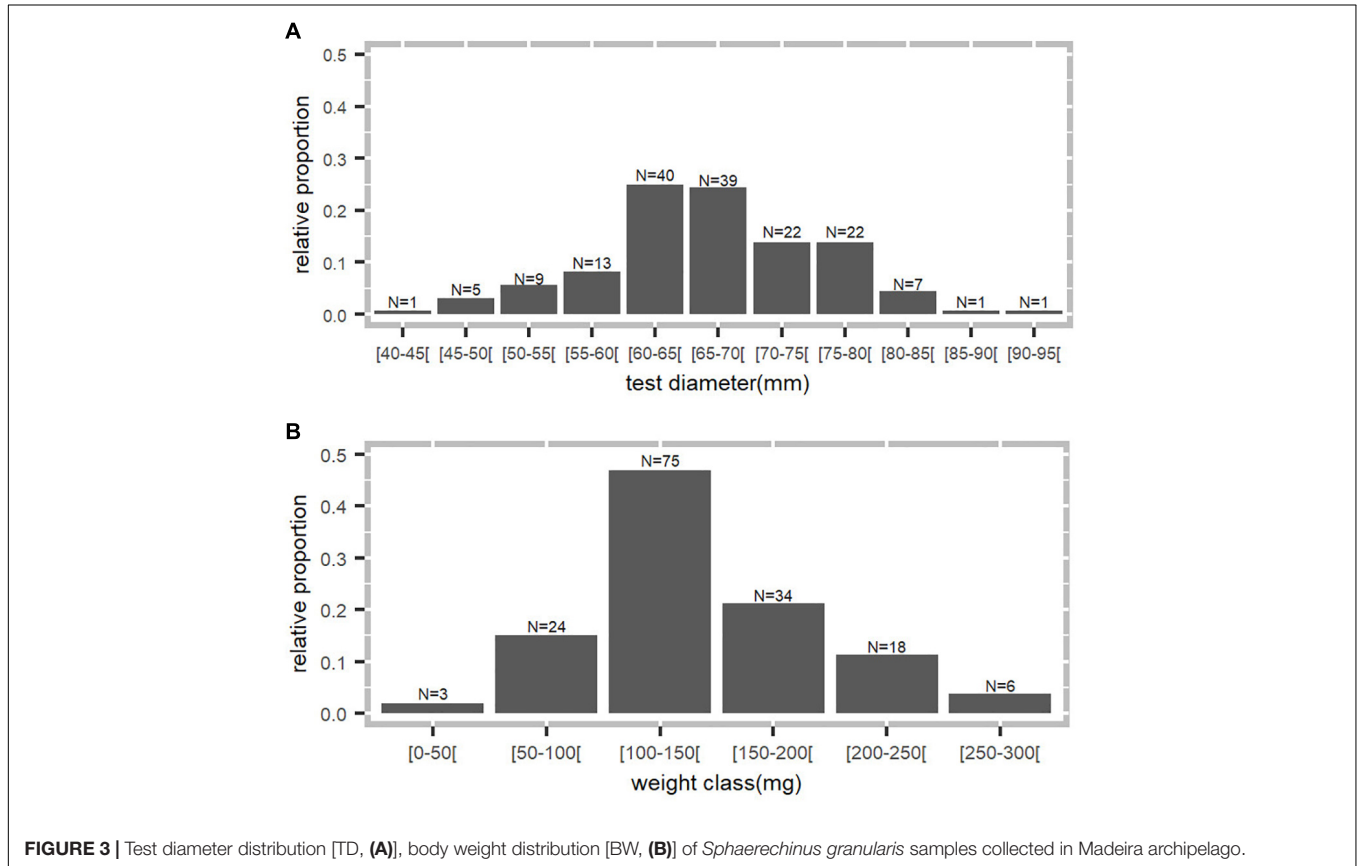 A
0.5
0.4
0.3
0.2
0.1
0.0
relative proportion
N=1
N=5
N=9
N=13
N=40
N=39
N=22
N=22
N=7
N=1
N=1
[40-45[ [45-50[ [50-55[ [55-60[ [60-65[ [65-70[ [70-75[ [75-80[ [80-85[ [85-90[ [90-95[
test diameter(mm)
B
0.5
0.4
0.3
0.2
0.1
0.0
relative proportion
N=3
N=24
N=75
N=34
N=18
N=6
[0-50[ [50-100[ [100-150[ [150-200[ [200-250[ [250-300[
weight class(mg)
FIGURE 3 | Test diameter distribution [TD, (A)], body weight distribution [BW, (B)] of Sphaerechinus granularis samples collected in Madeira archipelago.